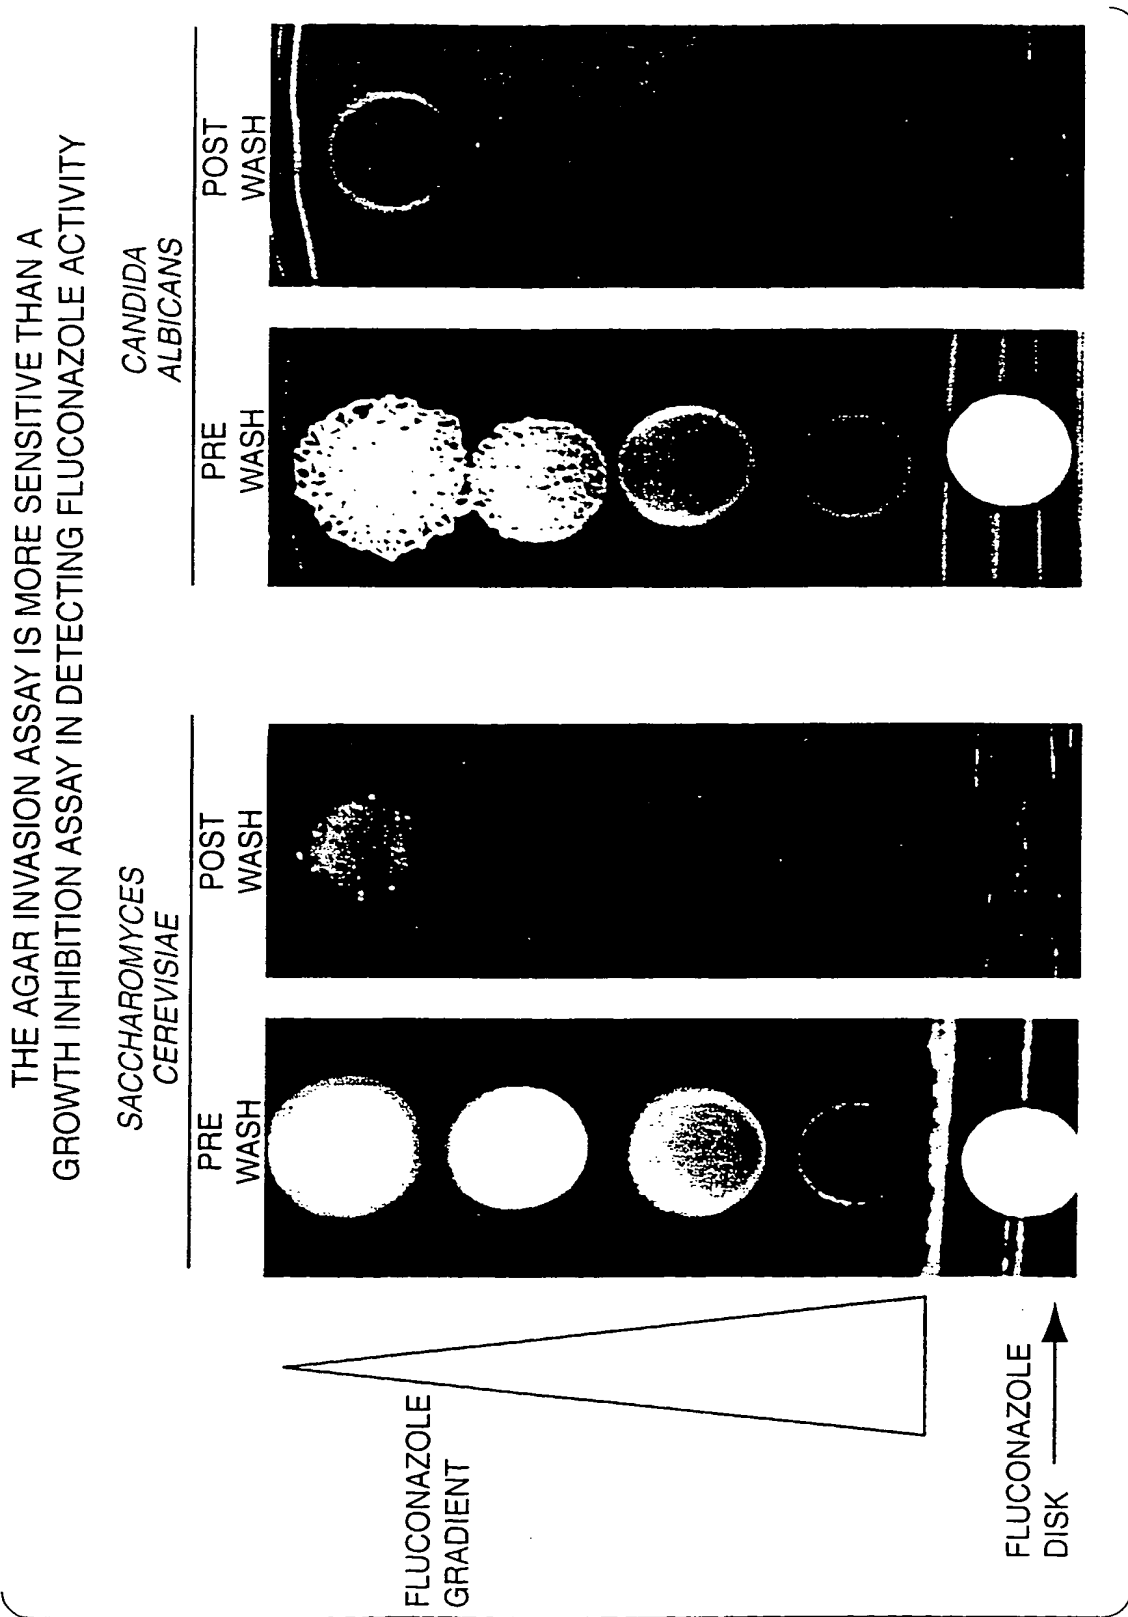 THE AGAR INVASION ASSAY IS MORE SENSITIVE THAN A
GROWTH INHIBITION ASSAY IN DETECTING FLUCONAZOLE ACTIVITY
SACCHAROMYCES
CEREVISIAE
CANDIDA
ALBICANS
PRE
WASH
POST
WASH
PRE
WASH
POST
WASH
FLUCONAZOLE
GRADIENT
FLUCONAZOLE
DISK